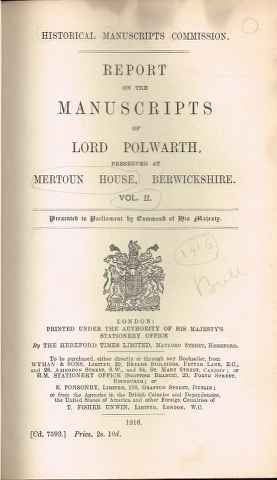 HISTORICAL MANUSCRIPTS COMMISSION.
REPORT
ON THE
MANUSCRIPTS
OF
LORD POLWARTH,
PRESERVED AT
MERTOUN HOUSE, BERWICKSHIRE.
VOL. II.
Presented to Parliament by Command of His Majesty.
1916
LONDON:
PRINTED UNDER THE AUTHORITY OF HIS MAJESTY'S
STATIONERY OFFICE
By THE HEREFORD TIMES LIMITED, MAYLORD STREET, HEREFORD.
To be purchased, either directly or through any Bookseller, from
WYMAN & SONS, LIMITED, 29, BREAMS BUILDINGS, FETTER LANE, E.C.,
and 28, ABINGDON STREET, S.W., and 54, ST. MARY STREET, CARDIFF; or
H.M. STATIONERY OFFICE (SCOTTISH BRANCH), 23, FORTH STREET,
EDINBURGH; or
E. PONSONBY, LIMITED, 116, GRAFTON STREET, DUBLIN;
or from the Agencies in the British Colonies and Dependencies,
the United States of America and other Foreign Countries of
T. FISHER UNWIN, LIMITED, LONDON, W.C.
1916.
[Cd. 7593.] Price, 2s. 10d.